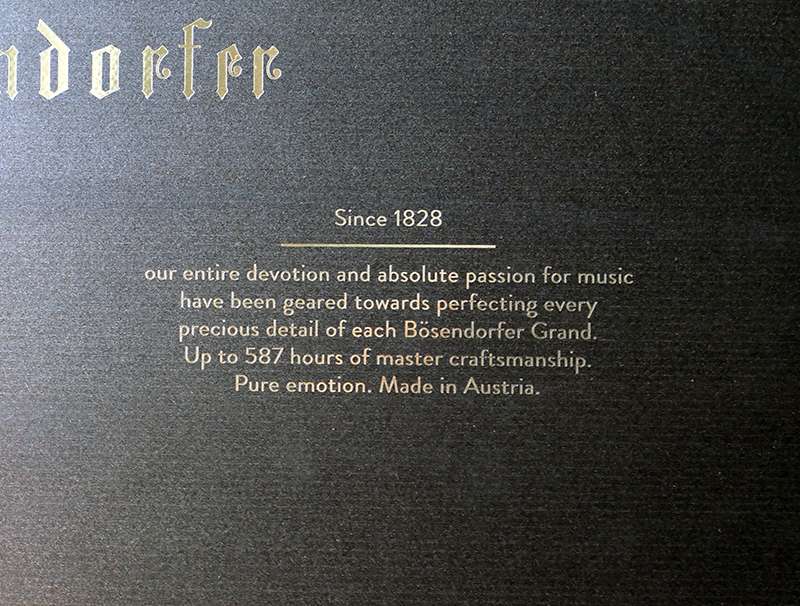 ndorfer
Since 1828
our entire devotion and absolute passion for music
have been geared towards perfecting every
precious detail of each Bösendorfer Grand.
Up to 587 hours of master craftsmanship.
Pure emotion. Made in Austria.